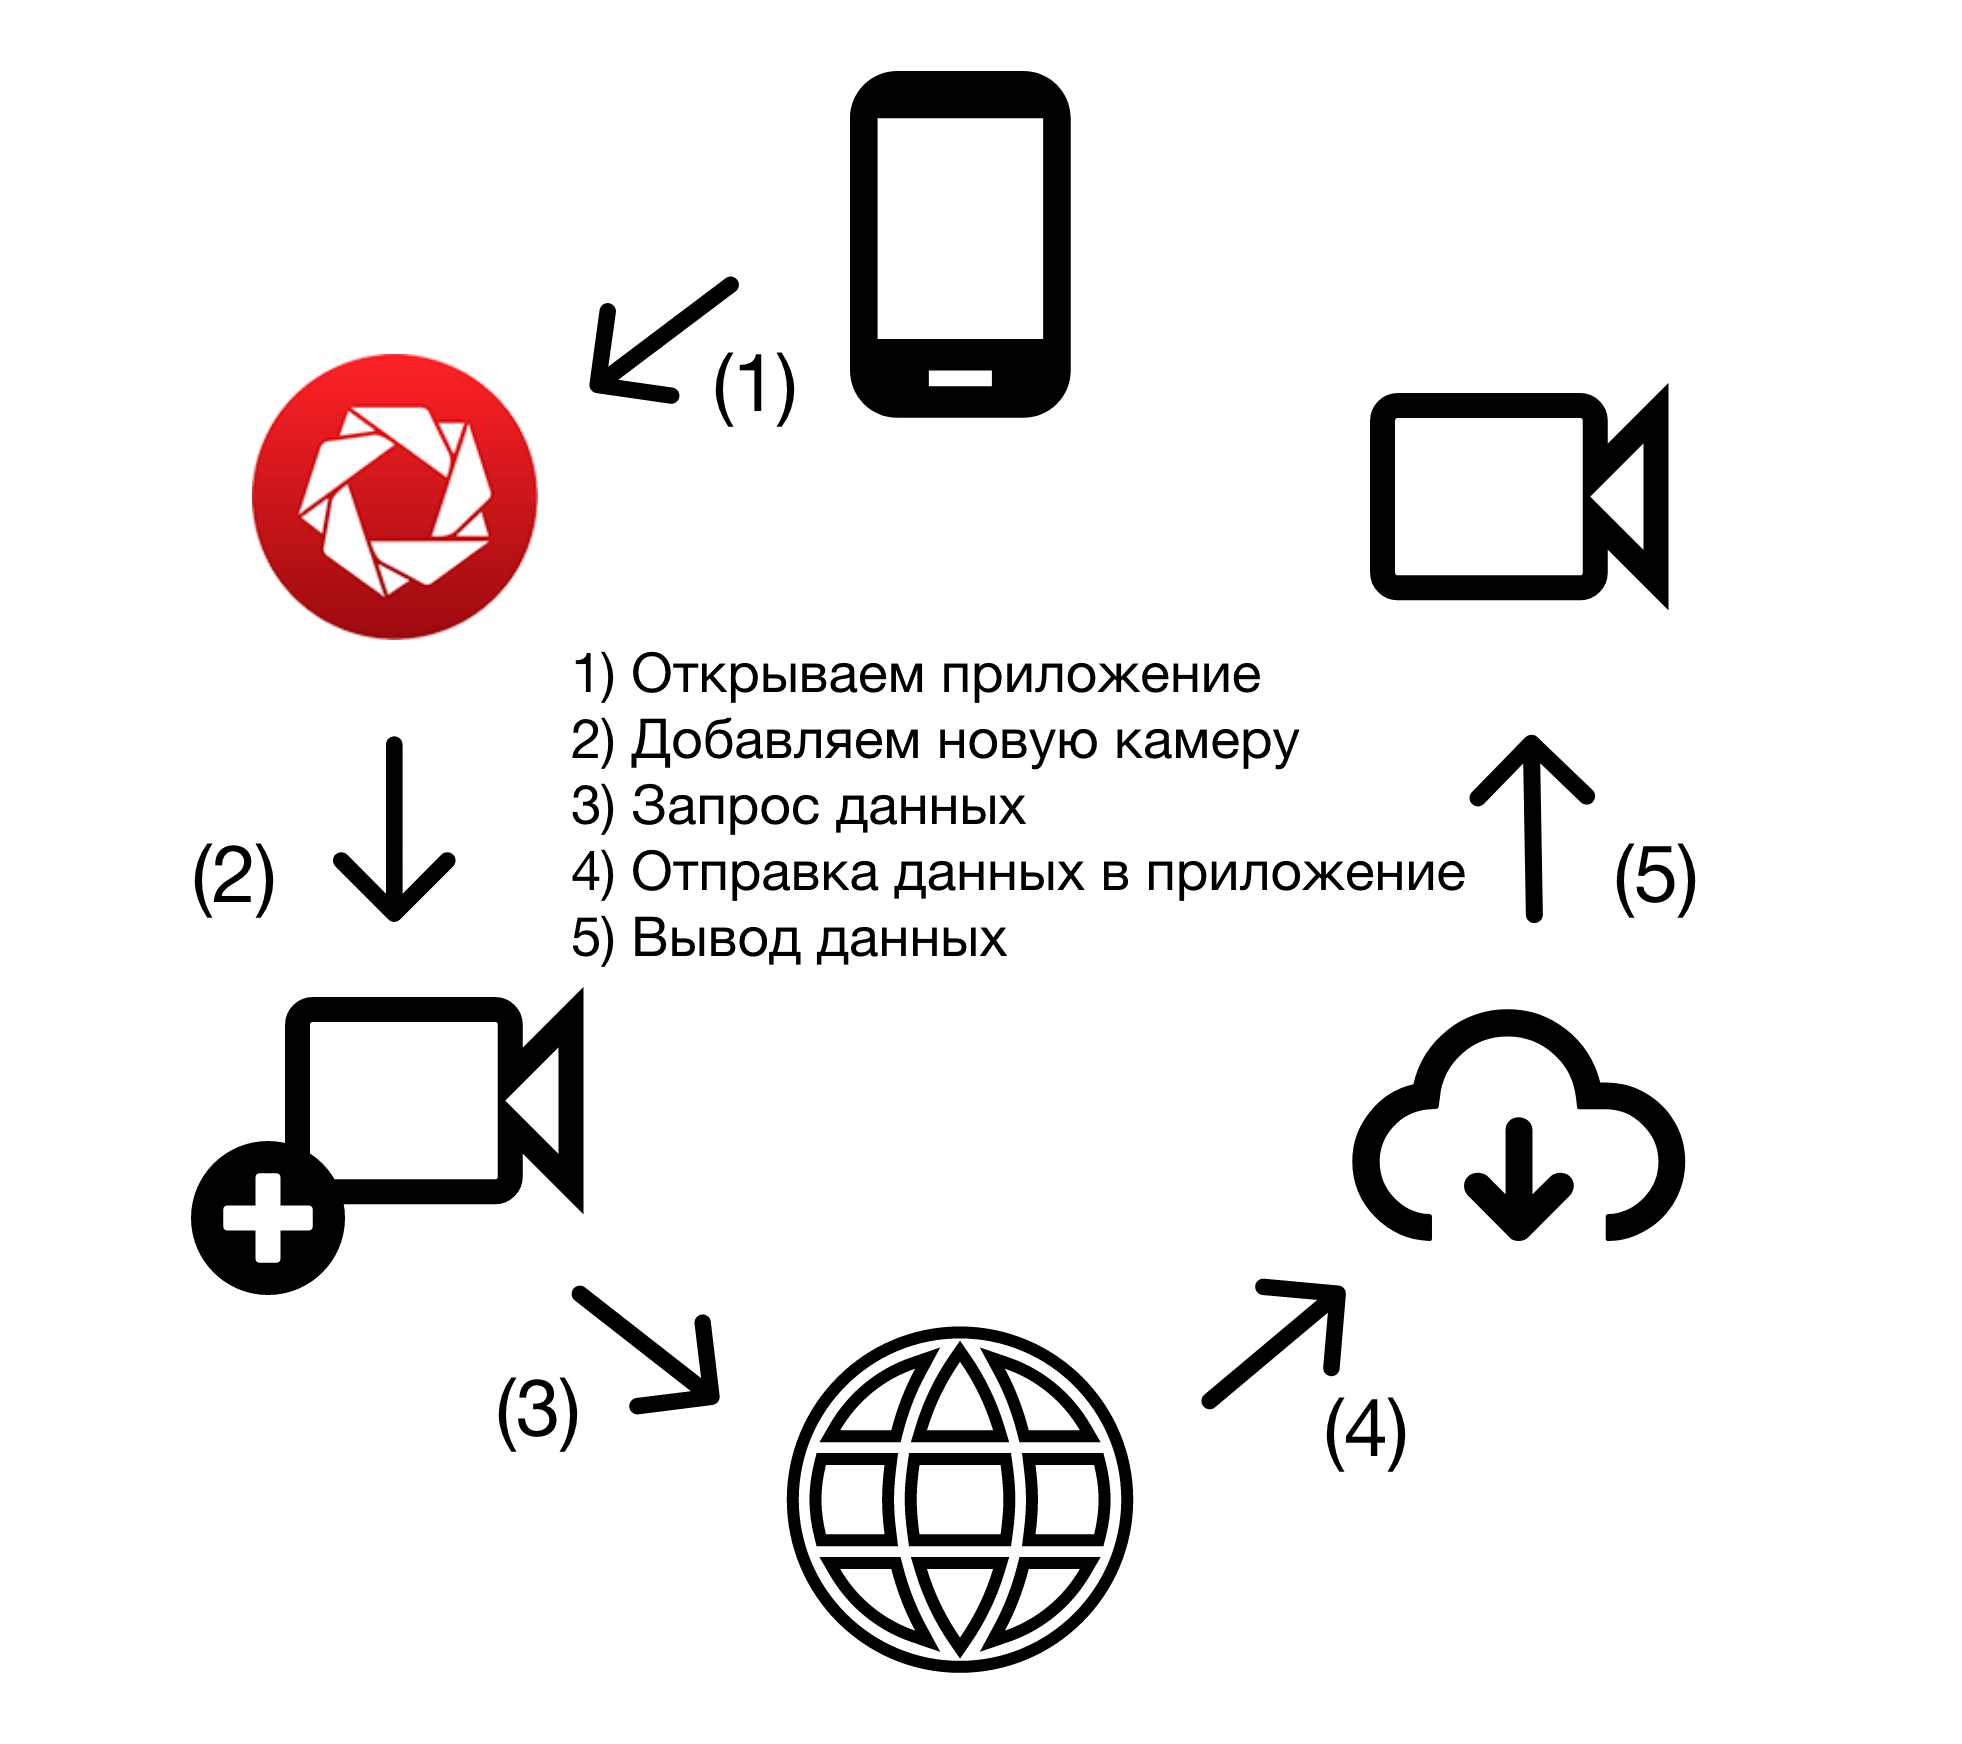 (1)
1) Открываем приложение
2) Добавляем новую камеру
3) Запрос данных
4) Отправка данных в приложение
5) Вывод данных
(2)
(5)
(3)
(4)